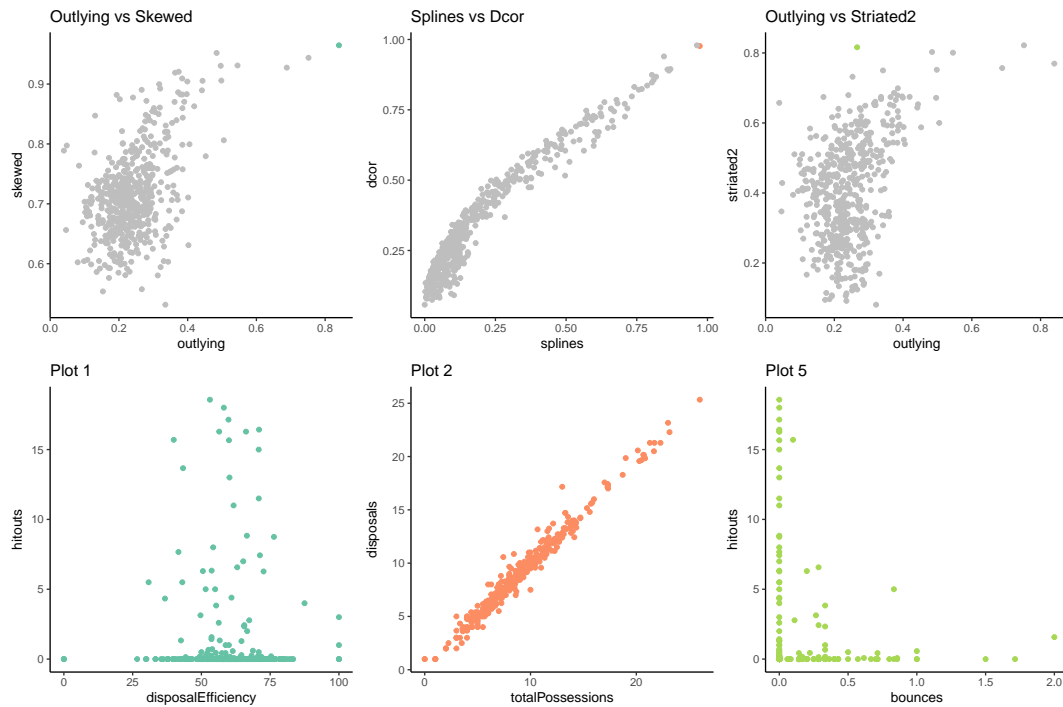 Outlying vs Skewed
skewed
0.9
0.8
0.7
0.6
0.0 0.2 0.4 0.6 0.8
outlying
Splines vs Dcor
dcor
1.00
0.75
0.50
0.25
0.00 0.25 0.50 0.75 1.00
splines
Outlying vs Striated2
striated2
0.8
0.6
0.4
0.2
0.0 0.2 0.4 0.6 0.8
outlying
Plot 1
hitouts
15
10
5
0
0 25 50 75 100
disposalEfficiency
Plot 2
disposals
25
20
15
10
5
0
0 10 20
totalPossessions
Plot 5
hitouts
15
10
5
0
0.0 0.5 1.0 1.5 2.0
bounces